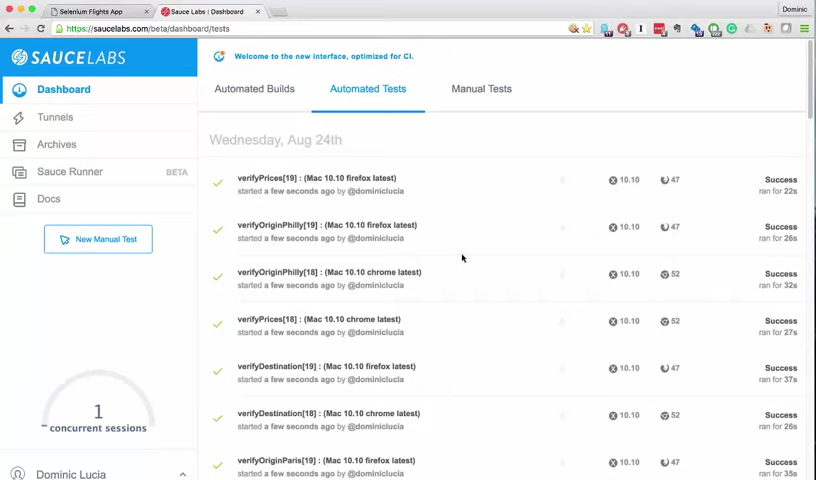 Selenium Flights App
Sauce Labs | Dashboard
Dominic
https://saucelabs.com/beta/dashboard/tests
SAUCELABS
Welcome to the new interface, optimized for CI.
Dashboard
Tunnels
Archives
Sauce Runner BETA
Docs
New Manual Test
1
concurrent sessions
Dominic Lucia
Automated Builds Automated Tests Manual Tests
Wednesday, Aug 24th
verifyPrices[19] : (Mac 10.10 firefox latest) 10.10 47 Success
started a few seconds ago by @dominiclucia ran for 22s
verifyOriginPhilly[19] : (Mac 10.10 firefox latest) 10.10 47 Success
started a few seconds ago by @dominiclucia ran for 26s
verifyOriginPhilly[18] : (Mac 10.10 chrome latest) 10.10 52 Success
started a few seconds ago by @dominiclucia ran for 32s
verifyPrices[18] : (Mac 10.10 chrome latest) 10.10 52 Success
started a few seconds ago by @dominiclucia ran for 27s
verifyDestination[19] : (Mac 10.10 firefox latest) 10.10 47 Success
started a few seconds ago by @dominiclucia ran for 37s
verifyDestination[18] : (Mac 10.10 chrome latest) 10.10 52 Success
started a few seconds ago by @dominiclucia ran for 26s
verifyOriginParis[19] : (Mac 10.10 firefox latest) 10.10 47 Success
started a few seconds ago by @dominiclucia ran for 35s